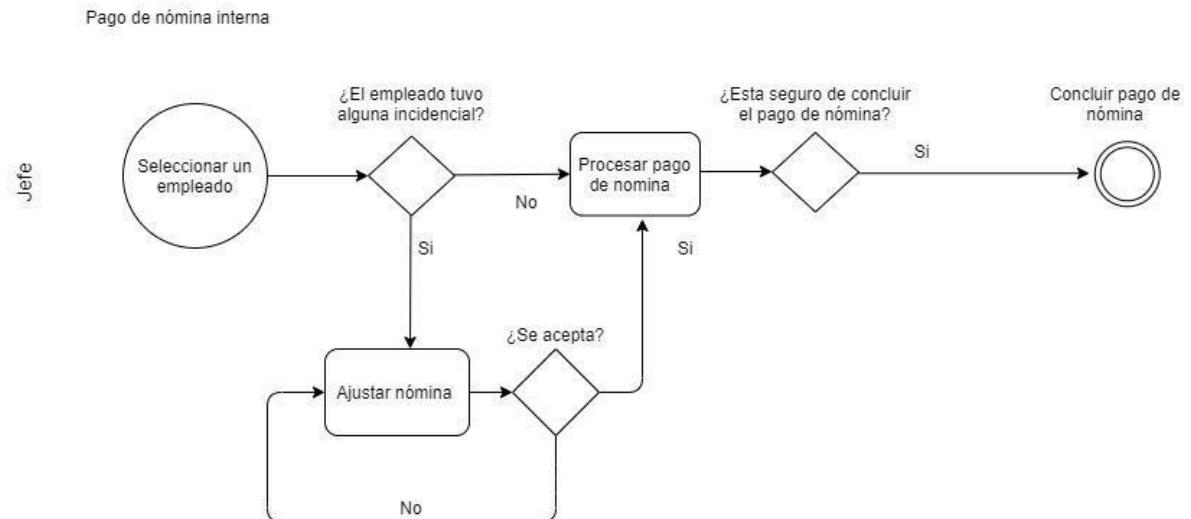 Pago de nómina interna
¿El empleado tuvo
alguna incidencial?
¿Esta seguro de concluir
el pago de nómina?
Concluir pago de
nómina
Jefe
Seleccionar un
empleado
Procesar pago
de nomina
Si
No
Si
Si
¿Se acepta?
Ajustar nómina
No